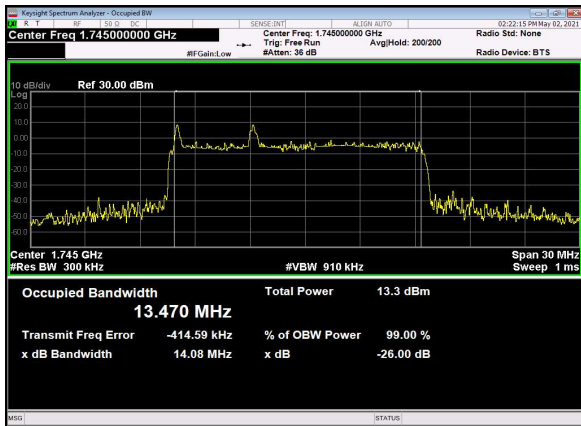 Keysight Spectrum Analyzer - Occupied BW
R T RF 50 Ω DC SENSE:INT ALIGN AUTO 02:22:15 PM May 02, 2021
Center Freq 1.745000000 GHz Center Freq: 1.745000000 GHz Radio Std: None
Trig: Free Run Avg|Hold: 200/200
#IFGain:Low #Atten: 36 dB Radio Device: BTS
10 dB/div Ref 30.00 dBm
Log
20.0
10.0
0.00
-10.0
-20.0
-30.0
-40.0
-50.0
-60.0
Center 1.745 GHz Span 30 MHz
#Res BW 300 kHz #VBW 910 kHz Sweep 1 ms
Occupied Bandwidth Total Power 13.3 dBm
13.470 MHz
Transmit Freq Error -414.59 kHz % of OBW Power 99.00 %
x dB Bandwidth 14.08 MHz x dB -26.00 dB
MSG STATUS